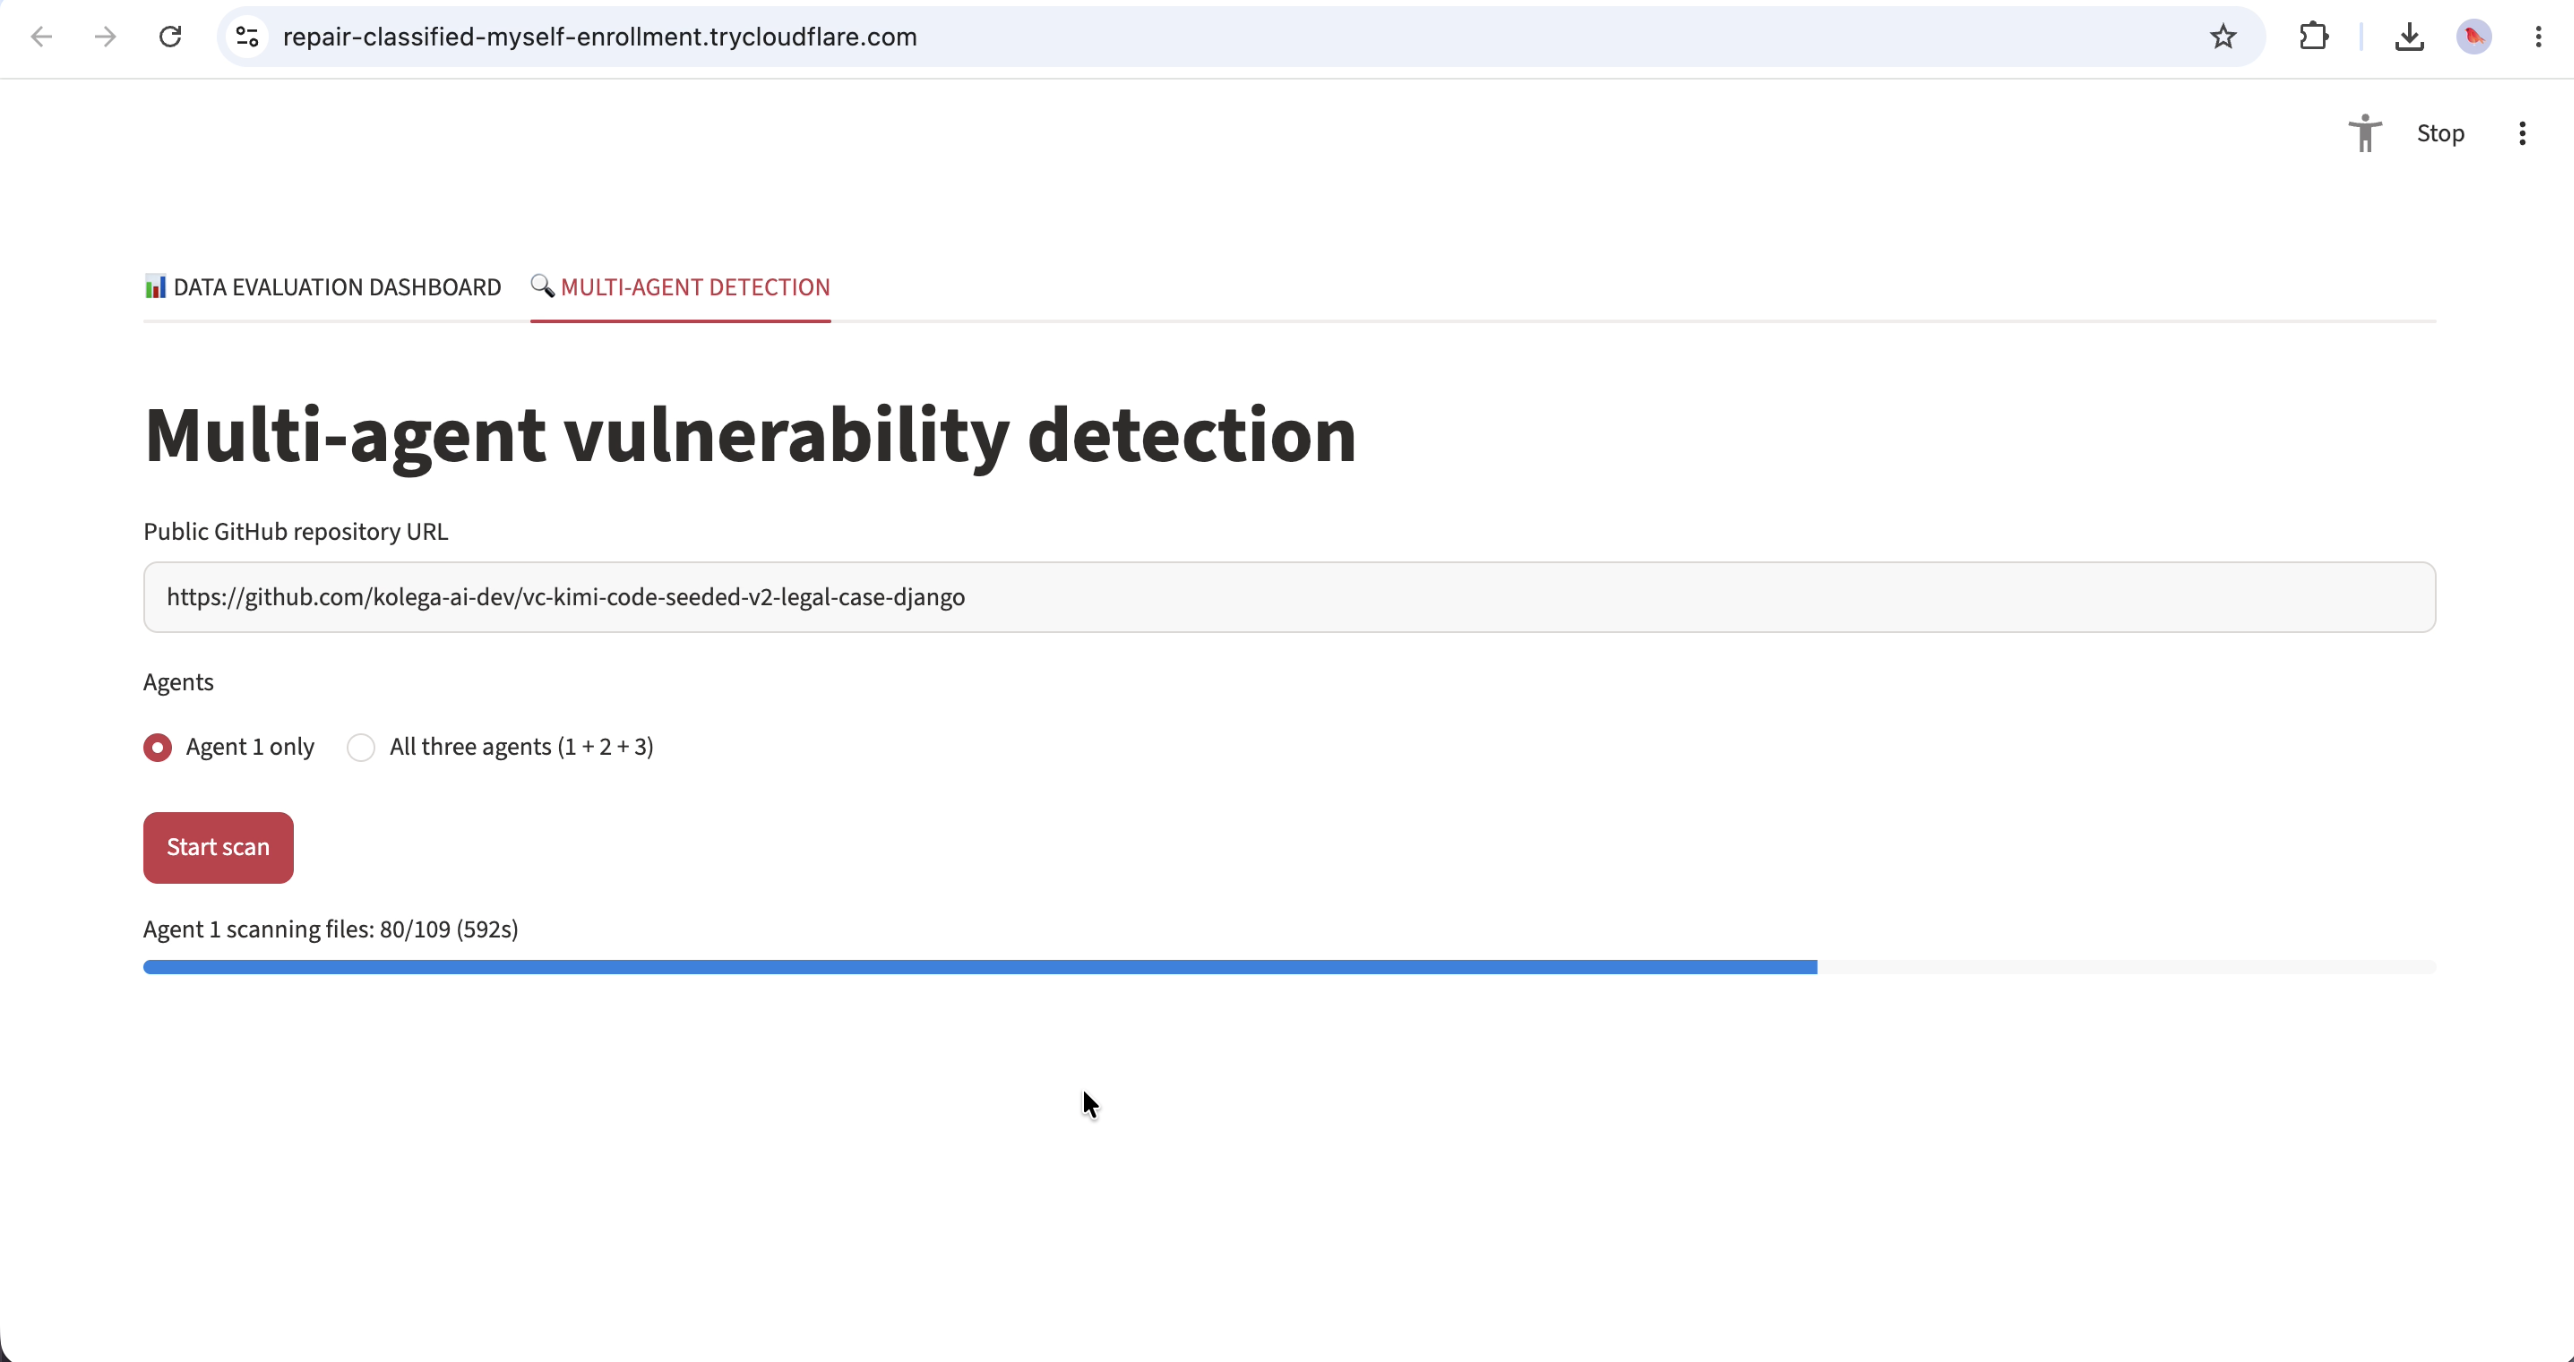 repair-classified-myself-enrollment.trycloudflare.com
Stop
DATA EVALUATION DASHBOARD
MULTI-AGENT DETECTION
Multi-agent vulnerability detection
Public GitHub repository URL
https://github.com/kolega-ai-dev/vc-kimi-code-seeded-v2-legal-case-django
Agents
Agent 1 only
All three agents (1 + 2 + 3)
Start scan
Agent 1 scanning files: 80/109 (592s)